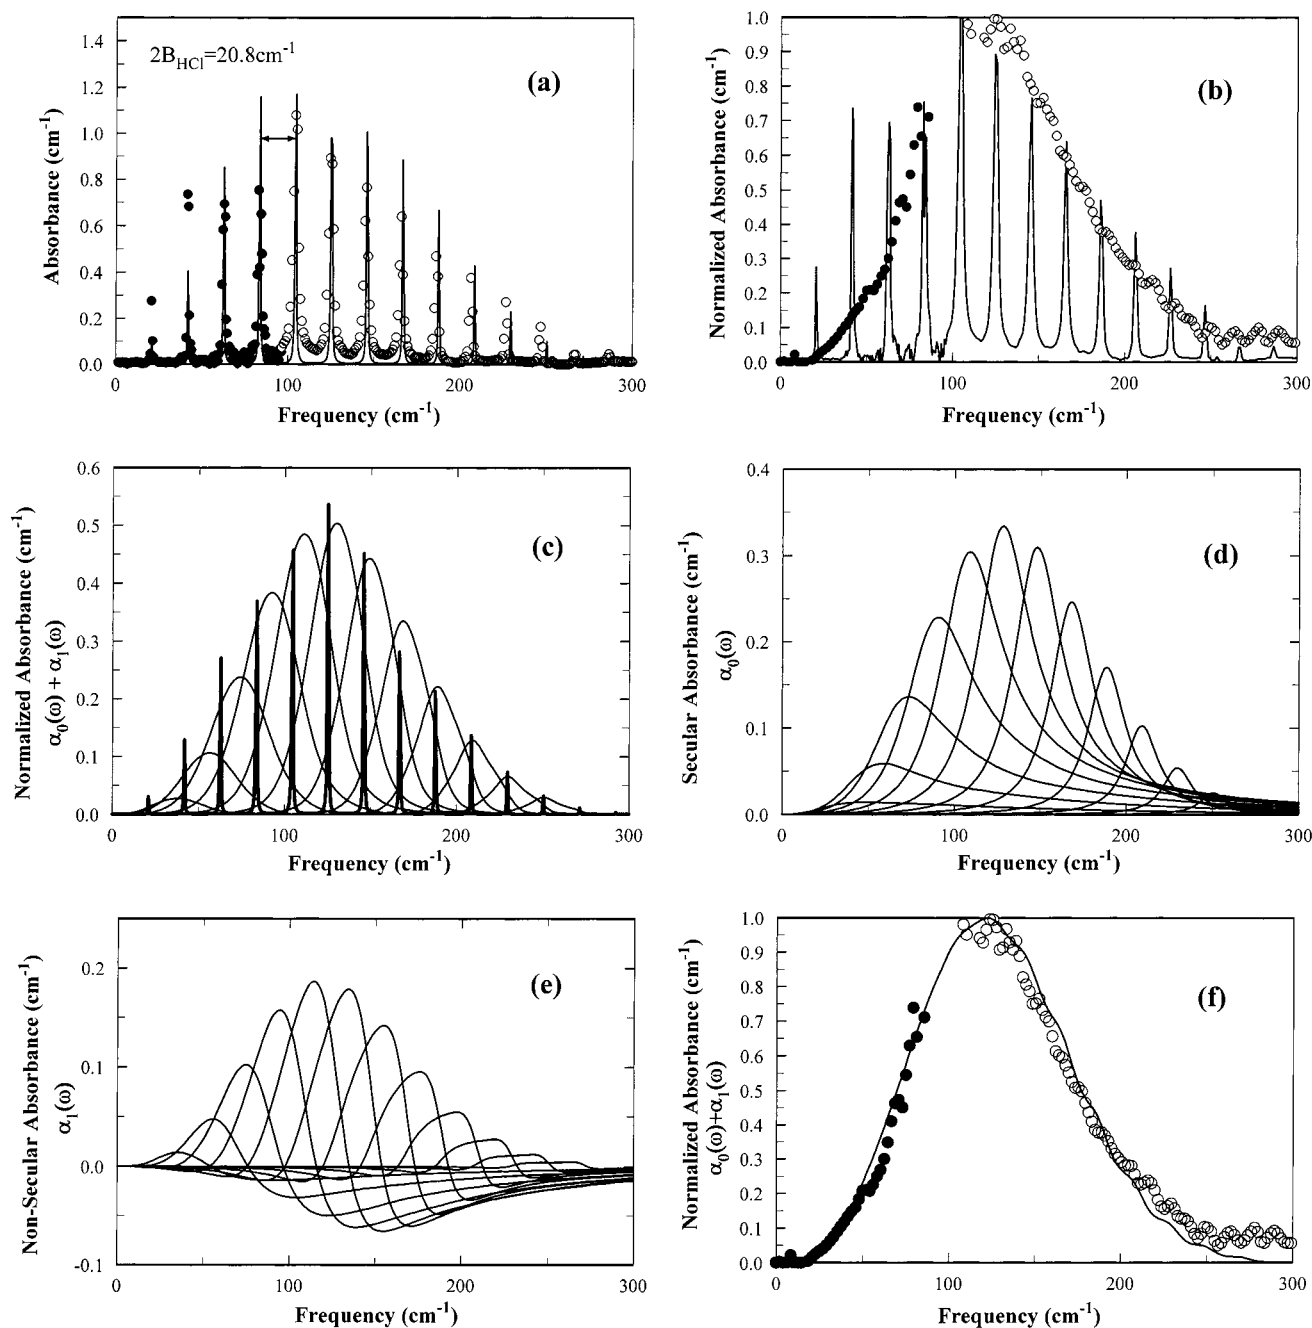 1.4
1.2
1.0
0.8
0.6
0.4
0.2
0.0
Absorbance (cm⁻¹)
2B_HCl=20.8cm⁻¹
(a)
0 100 200 300
Frequency (cm⁻¹)
1.0
0.9
0.8
0.7
0.6
0.5
0.4
0.3
0.2
0.1
0.0
Normalized Absorbance (cm⁻¹)
(b)
0 100 200 300
Frequency (cm⁻¹)
0.6
0.5
0.4
0.3
0.2
0.1
0.0
Normalized Absorbance (cm⁻¹)
α₀(ω) + α₁(ω)
(c)
0 100 200 300
Frequency (cm⁻¹)
0.4
0.3
0.2
0.1
0.0
Secular Absorbance (cm⁻¹)
α₀(ω)
(d)
0 100 200 300
Frequency (cm⁻¹)
0.2
0.1
0.0
-0.1
Non-Secular Absorbance (cm⁻¹)
α₁(ω)
(e)
0 100 200 300
Frequency (cm⁻¹)
1.0
0.9
0.8
0.7
0.6
0.5
0.4
0.3
0.2
0.1
0.0
Normalized Absorbance (cm⁻¹)
α₀(ω)+α₁(ω)
(f)
0 100 200 300
Frequency (cm⁻¹)